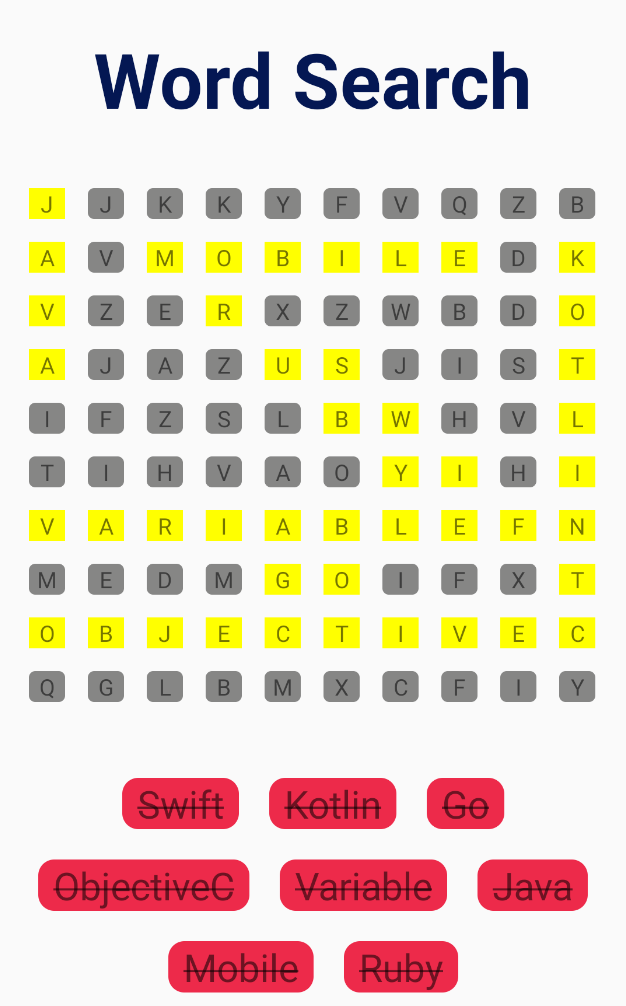 Word Search
J J K K Y F V Q Z B
A V M O B I L E D K
V Z E R X Z W B D O
A J A Z U S J I S T
I F Z S L B W H V L
T I H V A O Y I H I
V A R I A B L E F N
M E D M G O I F X T
O B J E C T I V E C
Q G L B M X C F I Y
Swift Kotlin Go
ObjectiveC Variable Java
Mobile Ruby